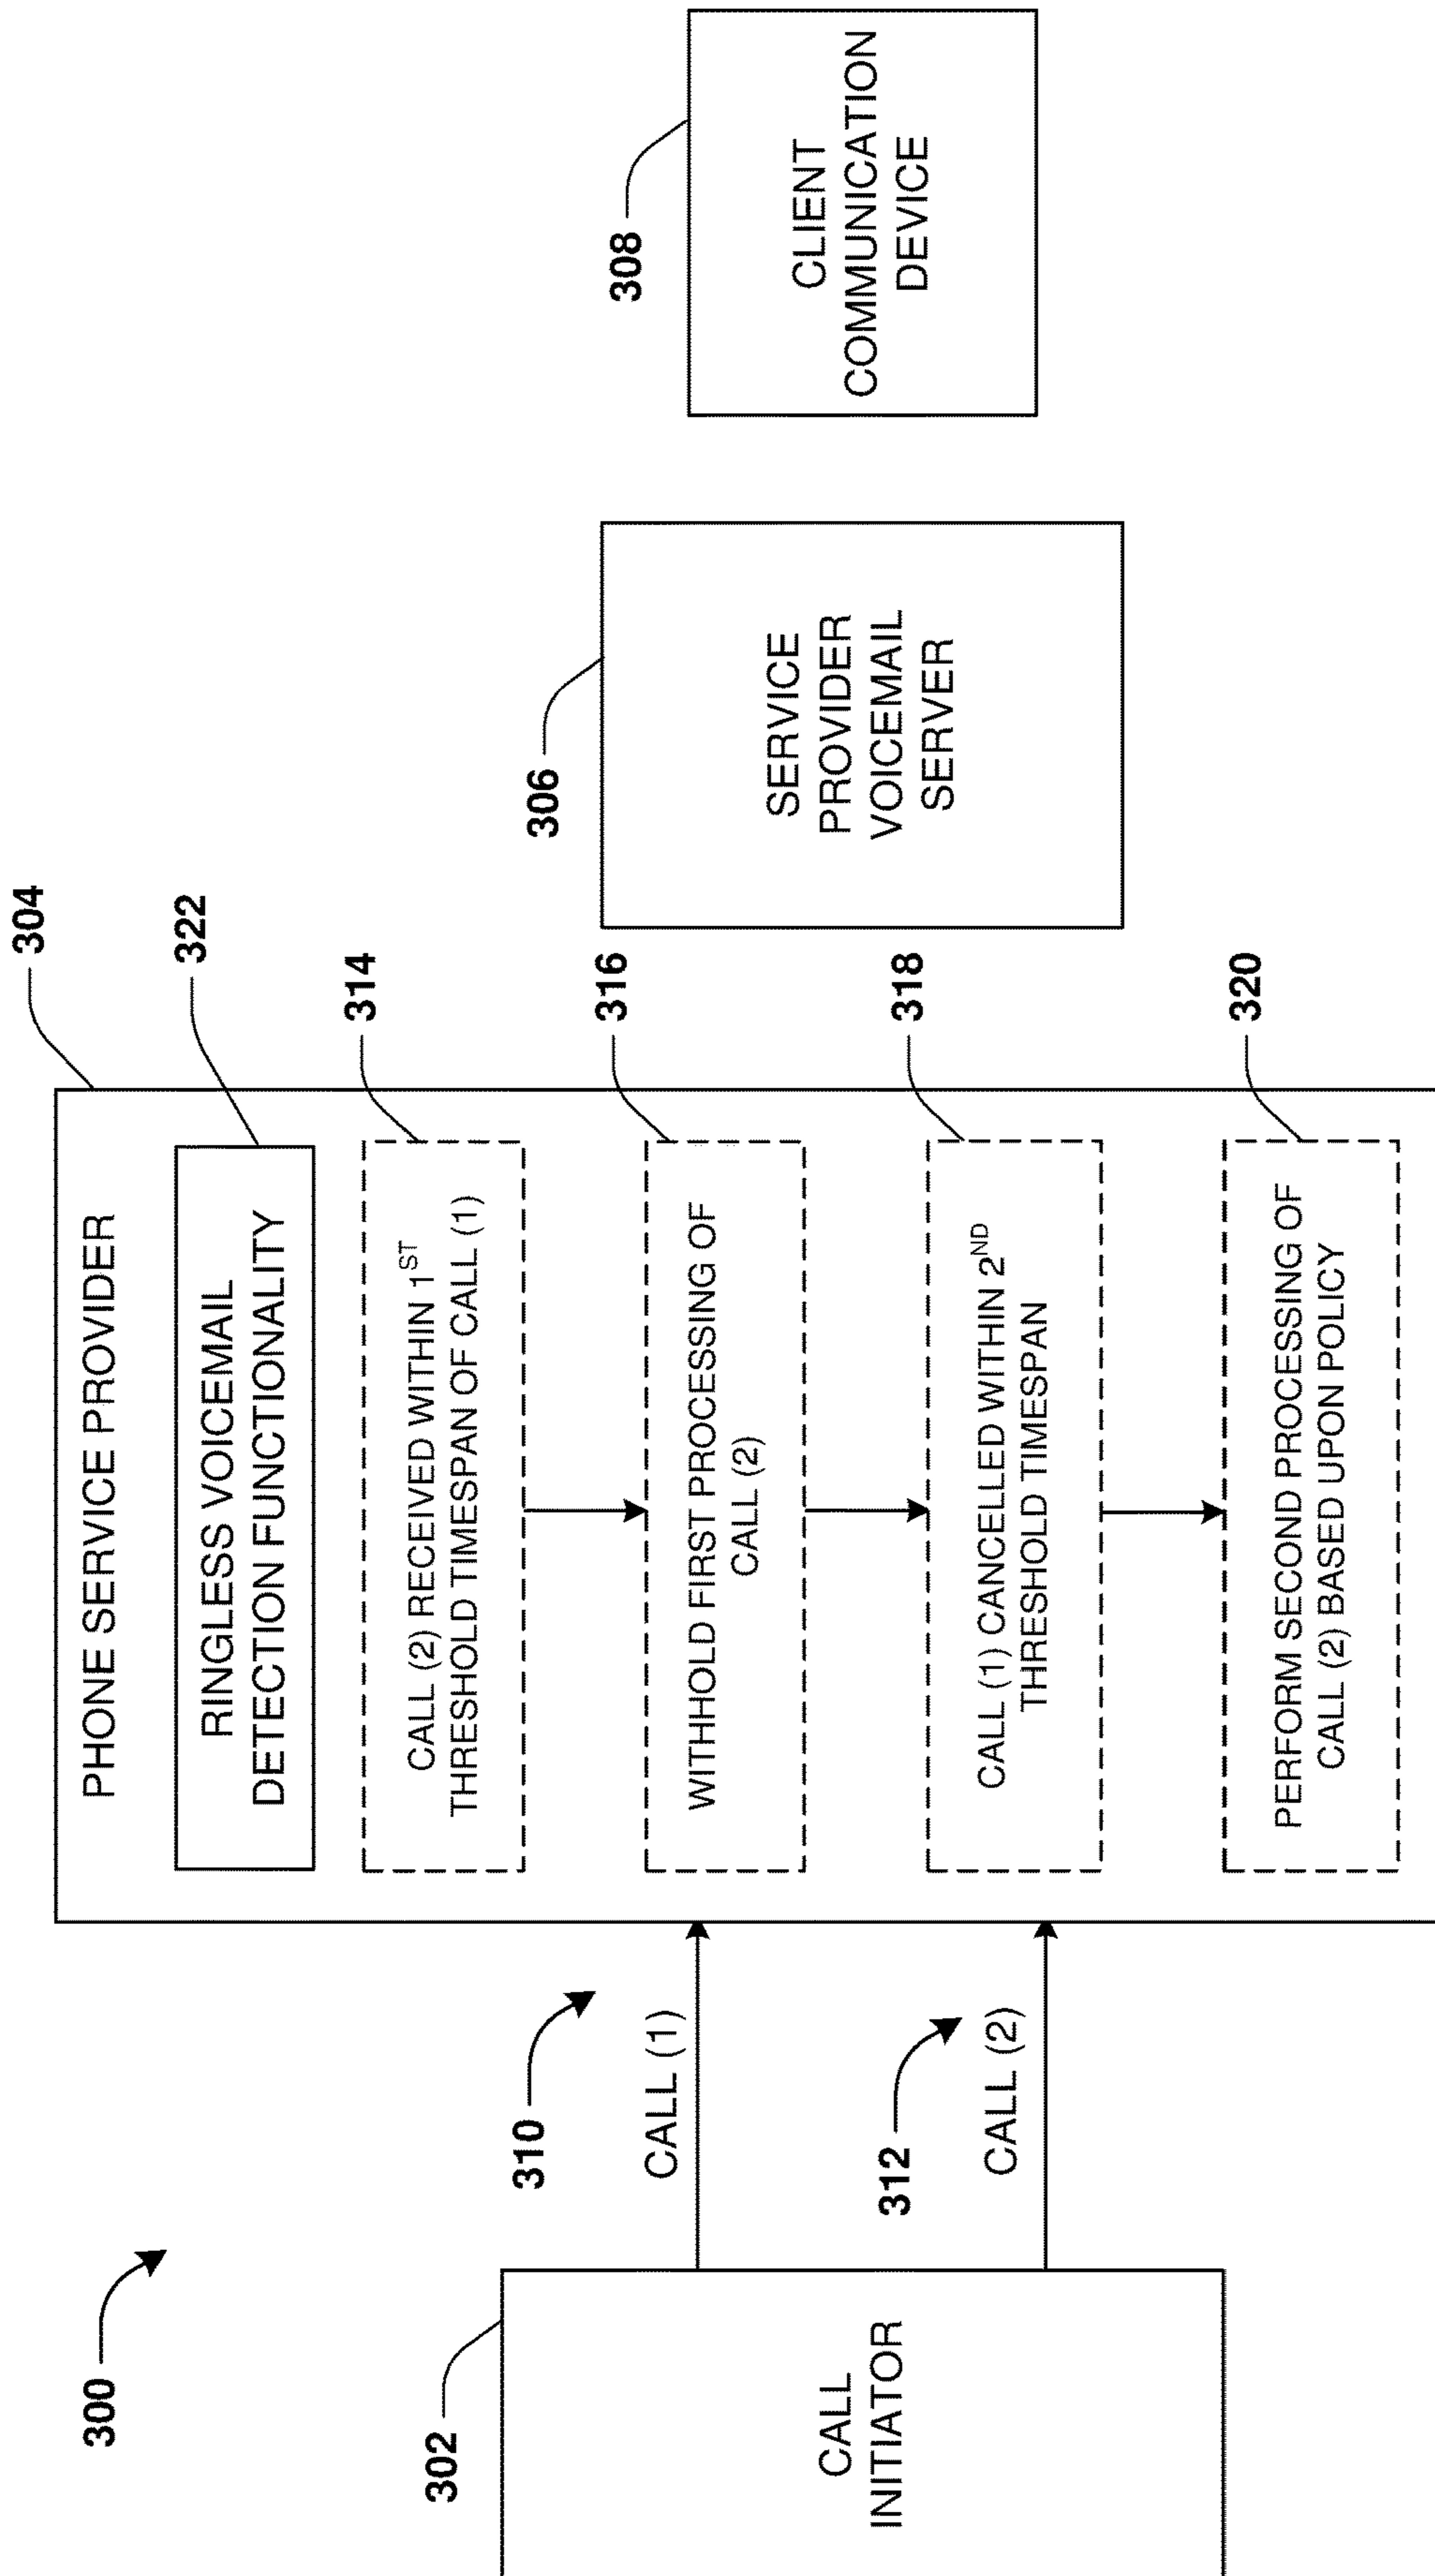 300
302
CALL
INITIATOR
310
CALL (1)
312
CALL (2)
304
PHONE SERVICE PROVIDER
322
RINGLESS VOICEMAIL
DETECTION FUNCTIONALITY
314
CALL (2) RECEIVED WITHIN 1ST
THRESHOLD TIMESPAN OF CALL (1)
316
WITHHOLD FIRST PROCESSING OF
CALL (2)
318
CALL (1) CANCELLED WITHIN 2ND
THRESHOLD TIMESPAN
320
PERFORM SECOND PROCESSING OF
CALL (2) BASED UPON POLICY
306
SERVICE
PROVIDER
VOICEMAIL
SERVER
308
CLIENT
COMMUNICATION
DEVICE